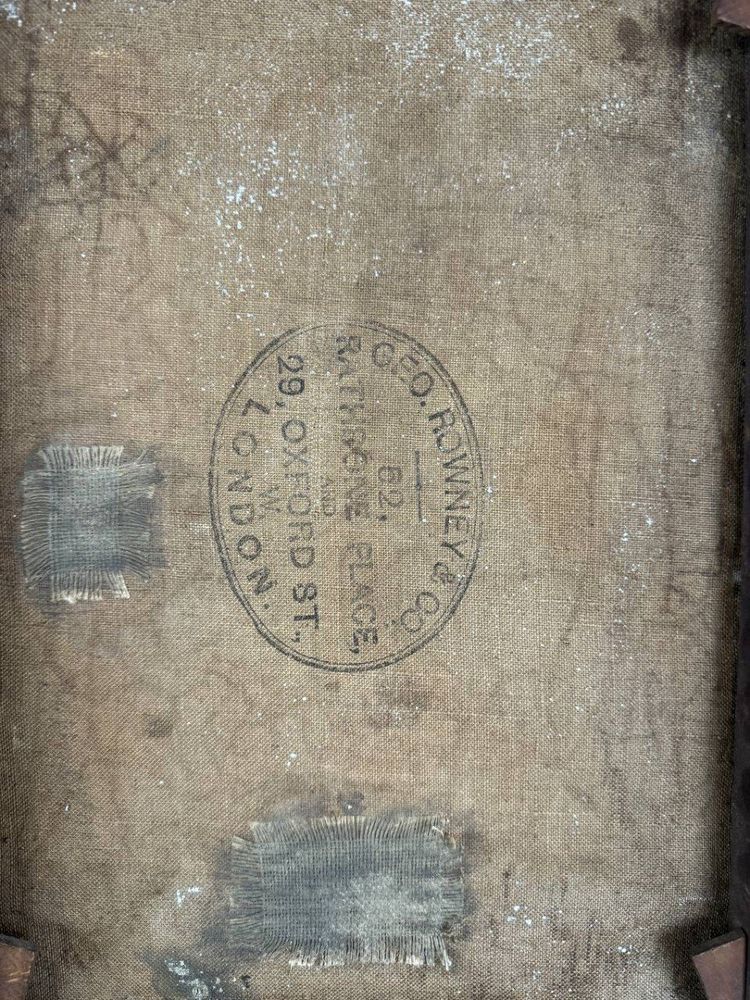 GEO. ROWNEY & CO
52,
RATHBONE PLACE,
AND
29, OXFORD ST.,
W.
LONDON.